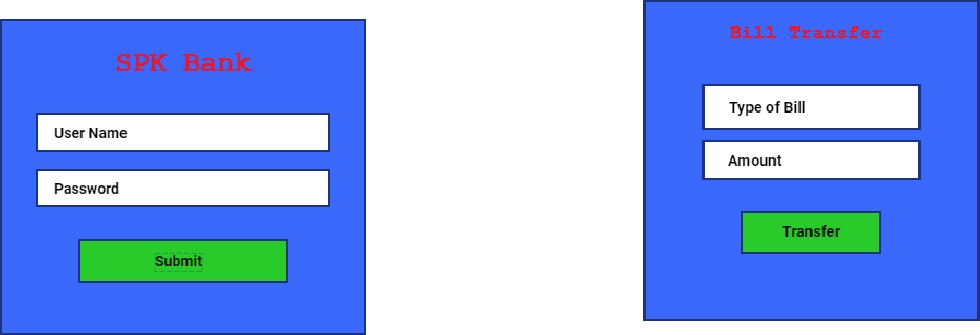 SPK Bank
User Name
Password
Submit
Bill Transfer
Type of Bill
Amount
Transfer